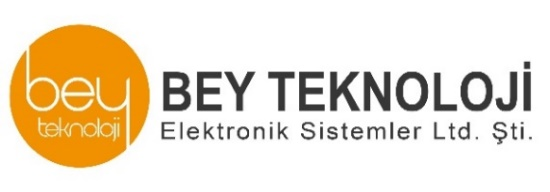 bey
teknoloji
BEY TEKNOLOJİ
Elektronik Sistemler Ltd. Şti.